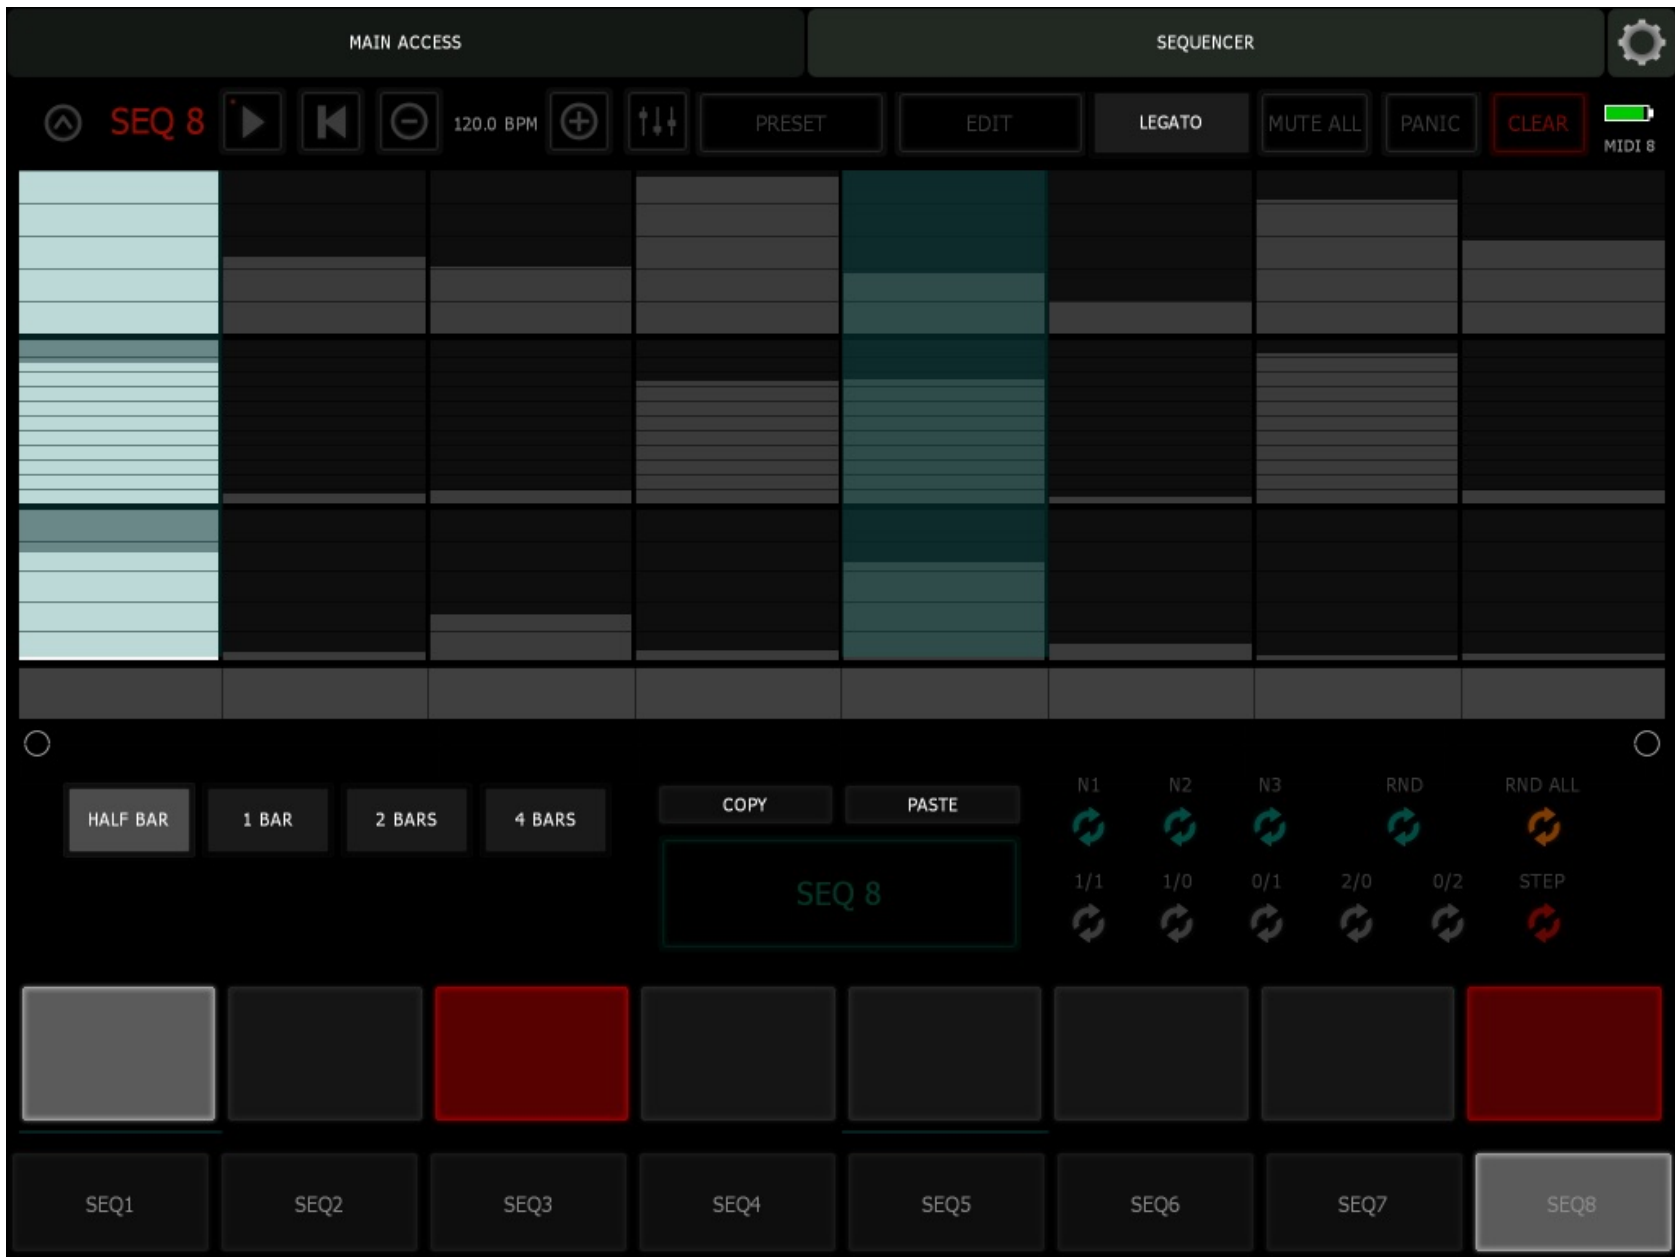 MAIN ACCESS
SEQUENCER
SEQ 8
120.0 BPM
PRESET
EDIT
LEGATO
MUTE ALL
PANIC
CLEAR
MIDI 8
HALF BAR
1 BAR
2 BARS
4 BARS
COPY
PASTE
SEQ 8
N1
N2
N3
RND
RND ALL
1/1
1/0
0/1
2/0
0/2
STEP
SEQ1
SEQ2
SEQ3
SEQ4
SEQ5
SEQ6
SEQ7
SEQ8